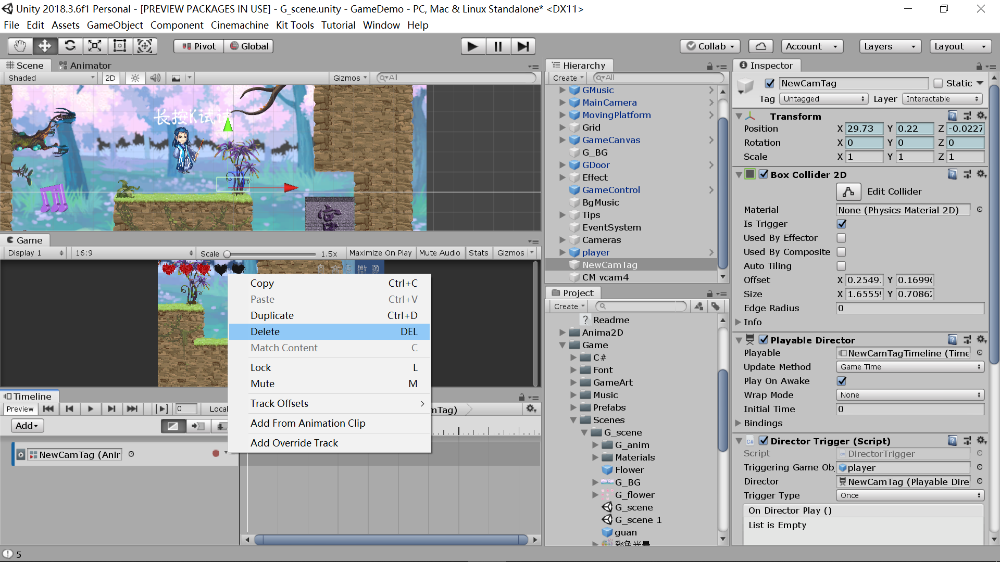 Unity 2018.3.6f1 Personal - [PREVIEW PACKAGES IN USE] - G_scene.unity - GameDemo - PC, Mac & Linux Standalone* <DX11>
File Edit Assets GameObject Component Cinemachine Kit Tools Tutorial Window Help
Pivot Global Collab Account Layers Layout
Scene Animator
Shaded 2D Gizmos All
长按K试试
Game
Display 1 16:9 Scale 1.5x Maximize On Play Mute Audio Stats Gizmos
Copy Ctrl+C
Paste Ctrl+V
Duplicate Ctrl+D
Delete DEL
Match Content C
Lock L
Mute M
Track Offsets
Add From Animation Clip
Add Override Track
Timeline
Preview 0 Local mTag)
Add
NewCamTag (Anir
5
Hierarchy
Create All
GMusic
MainCamera
MovingPlatform
Grid
GameCanvas
G_BG
GDoor
Effect
GameControl
BgMusic
Tips
EventSystem
Cameras
player
NewCamTag
CM vcam4
Project
Create
Readme
Anima2D
Game
C#
Font
GameArt
Music
Prefabs
Scenes
G_scene
G_anim
Materials
Flower
G_BG
G_flower
G_scene
G_scene 1
guan
彩色光晕
Inspector
NewCamTag Static
Tag Untagged Layer Interactable
Transform
Position X 29.73 Y 0.22 Z -0.0227
Rotation X 0 Y 0 Z 0
Scale X 1 Y 1 Z 1
Box Collider 2D
Edit Collider
Material None (Physics Material 2D)
Is Trigger
Used By Effector
Used By Composite
Auto Tiling
Offset X 0.2549 Y 0.1699
Size X 1.6555 Y 0.7086
Edge Radius 0
Info
Playable Director
Playable NewCamTagTimeline (Time
Update Method Game Time
Play On Awake
Wrap Mode None
Initial Time 0
Bindings
Director Trigger (Script)
Script DirectorTrigger
Triggering Game Ob player
Director NewCamTag (Playable Dire
Trigger Type Once
On Director Play ()
List is Empty